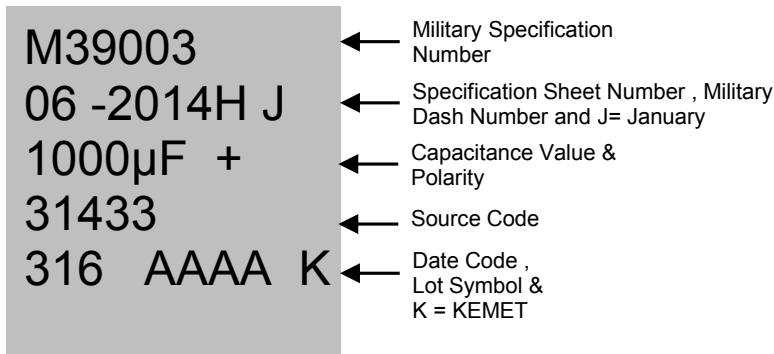 M39003
06 -2014H J
1000µF +
31433
316 AAAA K
Military Specification
Number
Specification Sheet Number , Military
Dash Number and J= January
Capacitance Value &
Polarity
Source Code
Date Code ,
Lot Symbol &
K = KEMET